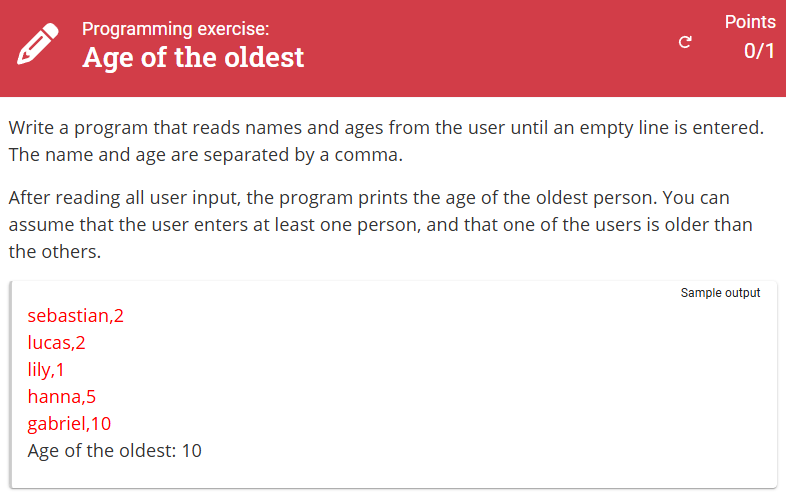 Programming exercise:
Age of the oldest
Points
0/1
Write a program that reads names and ages from the user until an empty line is entered.
The name and age are separated by a comma.
After reading all user input, the program prints the age of the oldest person. You can
assume that the user enters at least one person, and that one of the users is older than
the others.
Sample output
sebastian,2
lucas,2
lily,1
hanna,5
gabriel,10
Age of the oldest: 10